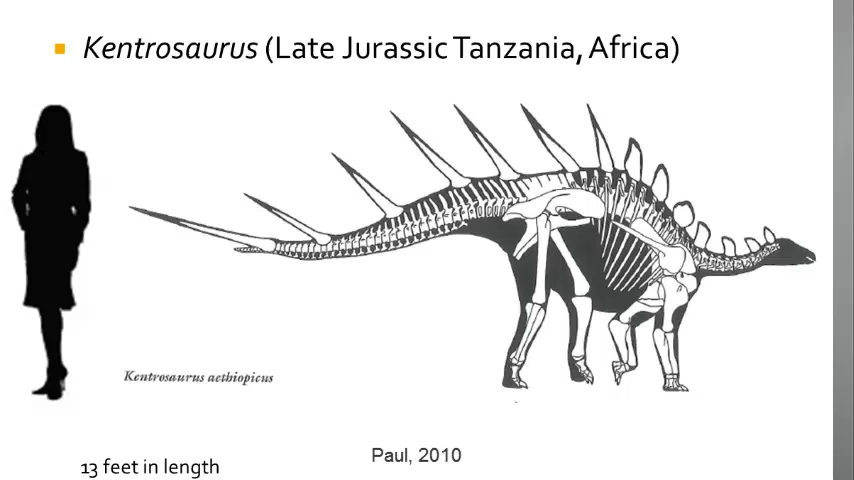 Kentrosaurus (Late Jurassic Tanzania, Africa)
Kentrosaurus aethiopicus
Paul, 2010
13 feet in length